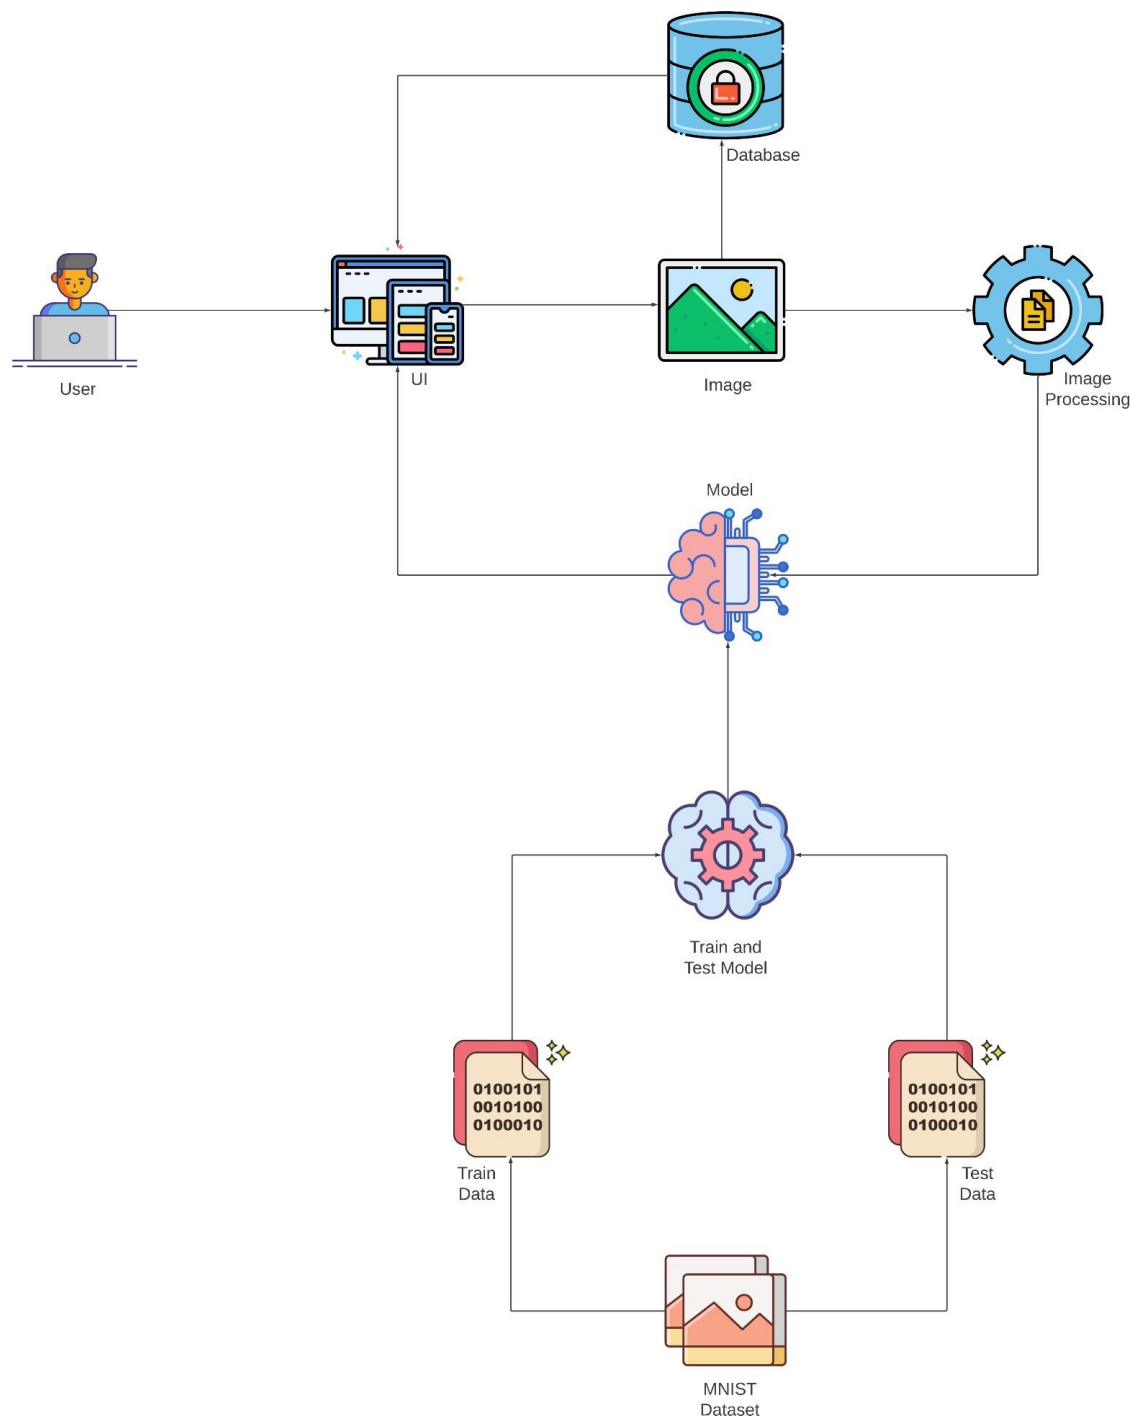 Database
User
UI
Image
Image
Processing
Model
Train and
Test Model
0100101
0010100
0100010
0100101
0010100
0100010
Train
Data
Test
Data
MNIST
Dataset